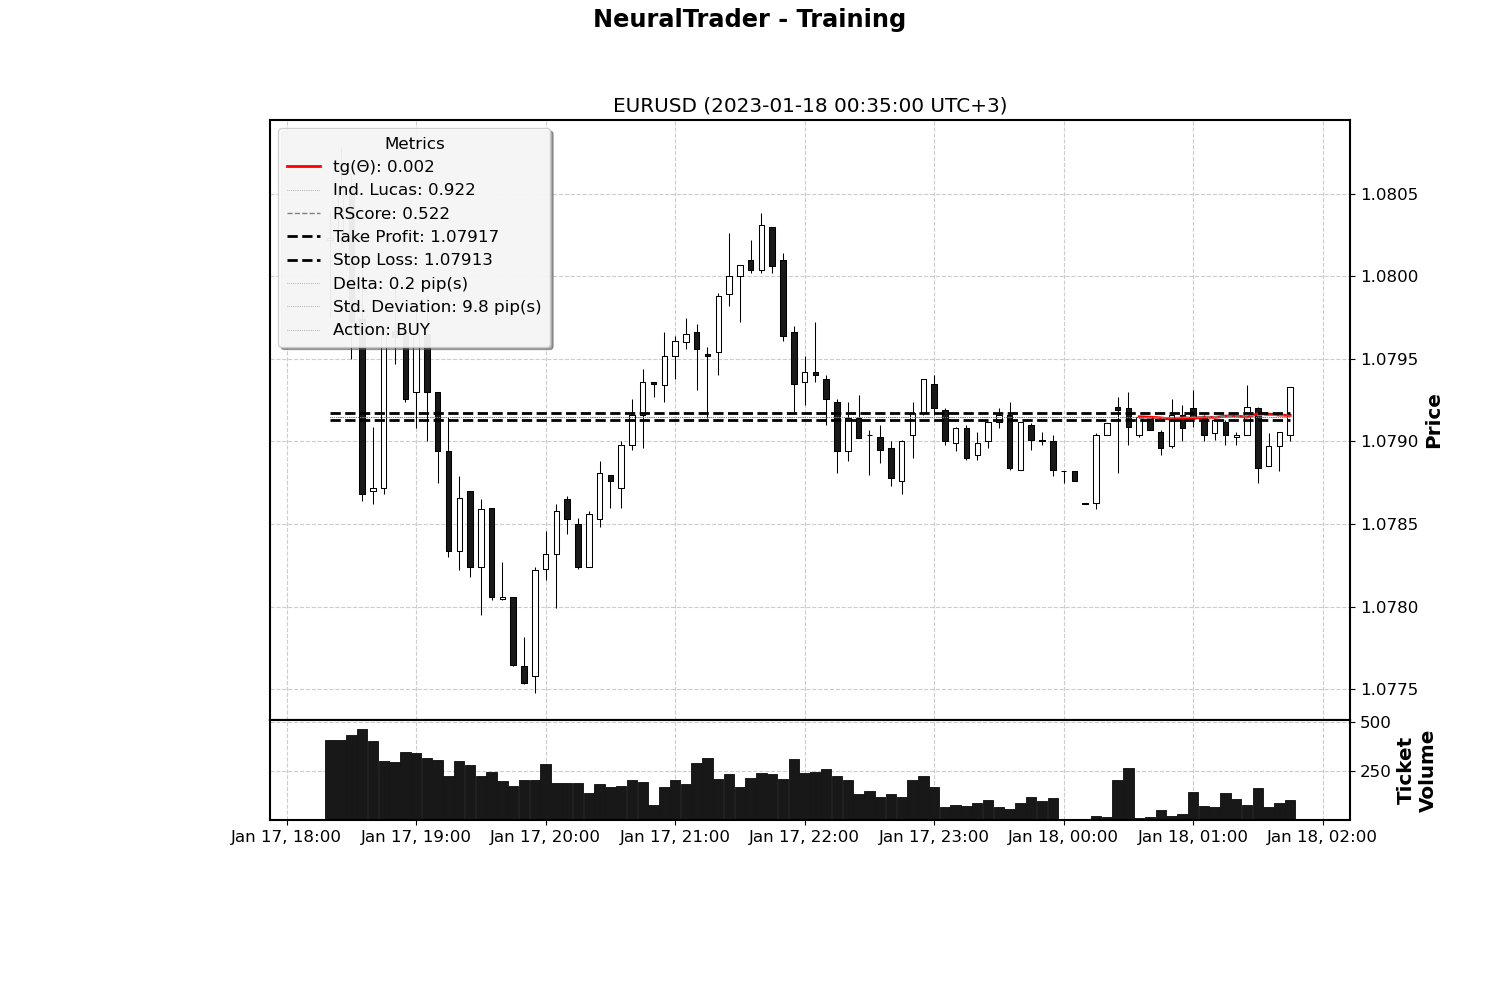 NeuralTrader - Training
EURUSD (2023-01-18 00:35:00 UTC+3)
Metrics
tg(Θ): 0.002
Ind. Lucas: 0.922
RScore: 0.522
Take Profit: 1.07917
Stop Loss: 1.07913
Delta: 0.2 pip(s)
Std. Deviation: 9.8 pip(s)
Action: BUY
1.0805
1.0800
1.0795
1.0790
1.0785
1.0780
1.0775
Price
500
250
Ticket
Volume
Jan 17, 18:00 Jan 17, 19:00 Jan 17, 20:00 Jan 17, 21:00 Jan 17, 22:00 Jan 17, 23:00 Jan 18, 00:00 Jan 18, 01:00 Jan 18, 02:00